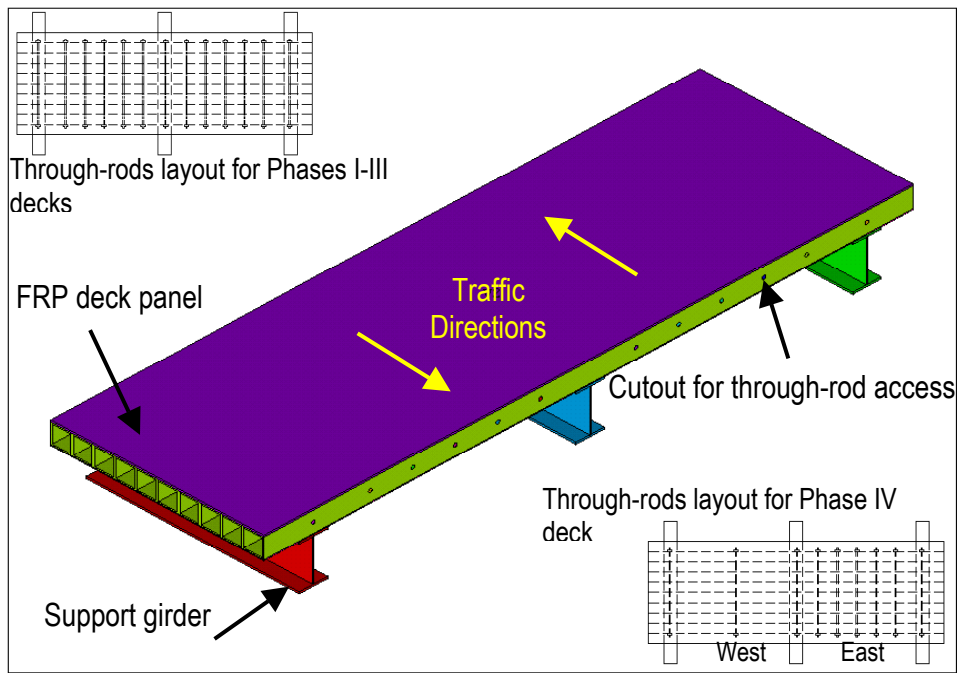 Through-rods layout for Phases I-III
decks
FRP deck panel
Traffic
Directions
Cutout for through-rod access
Through-rods layout for Phase IV
deck
Support girder
West East